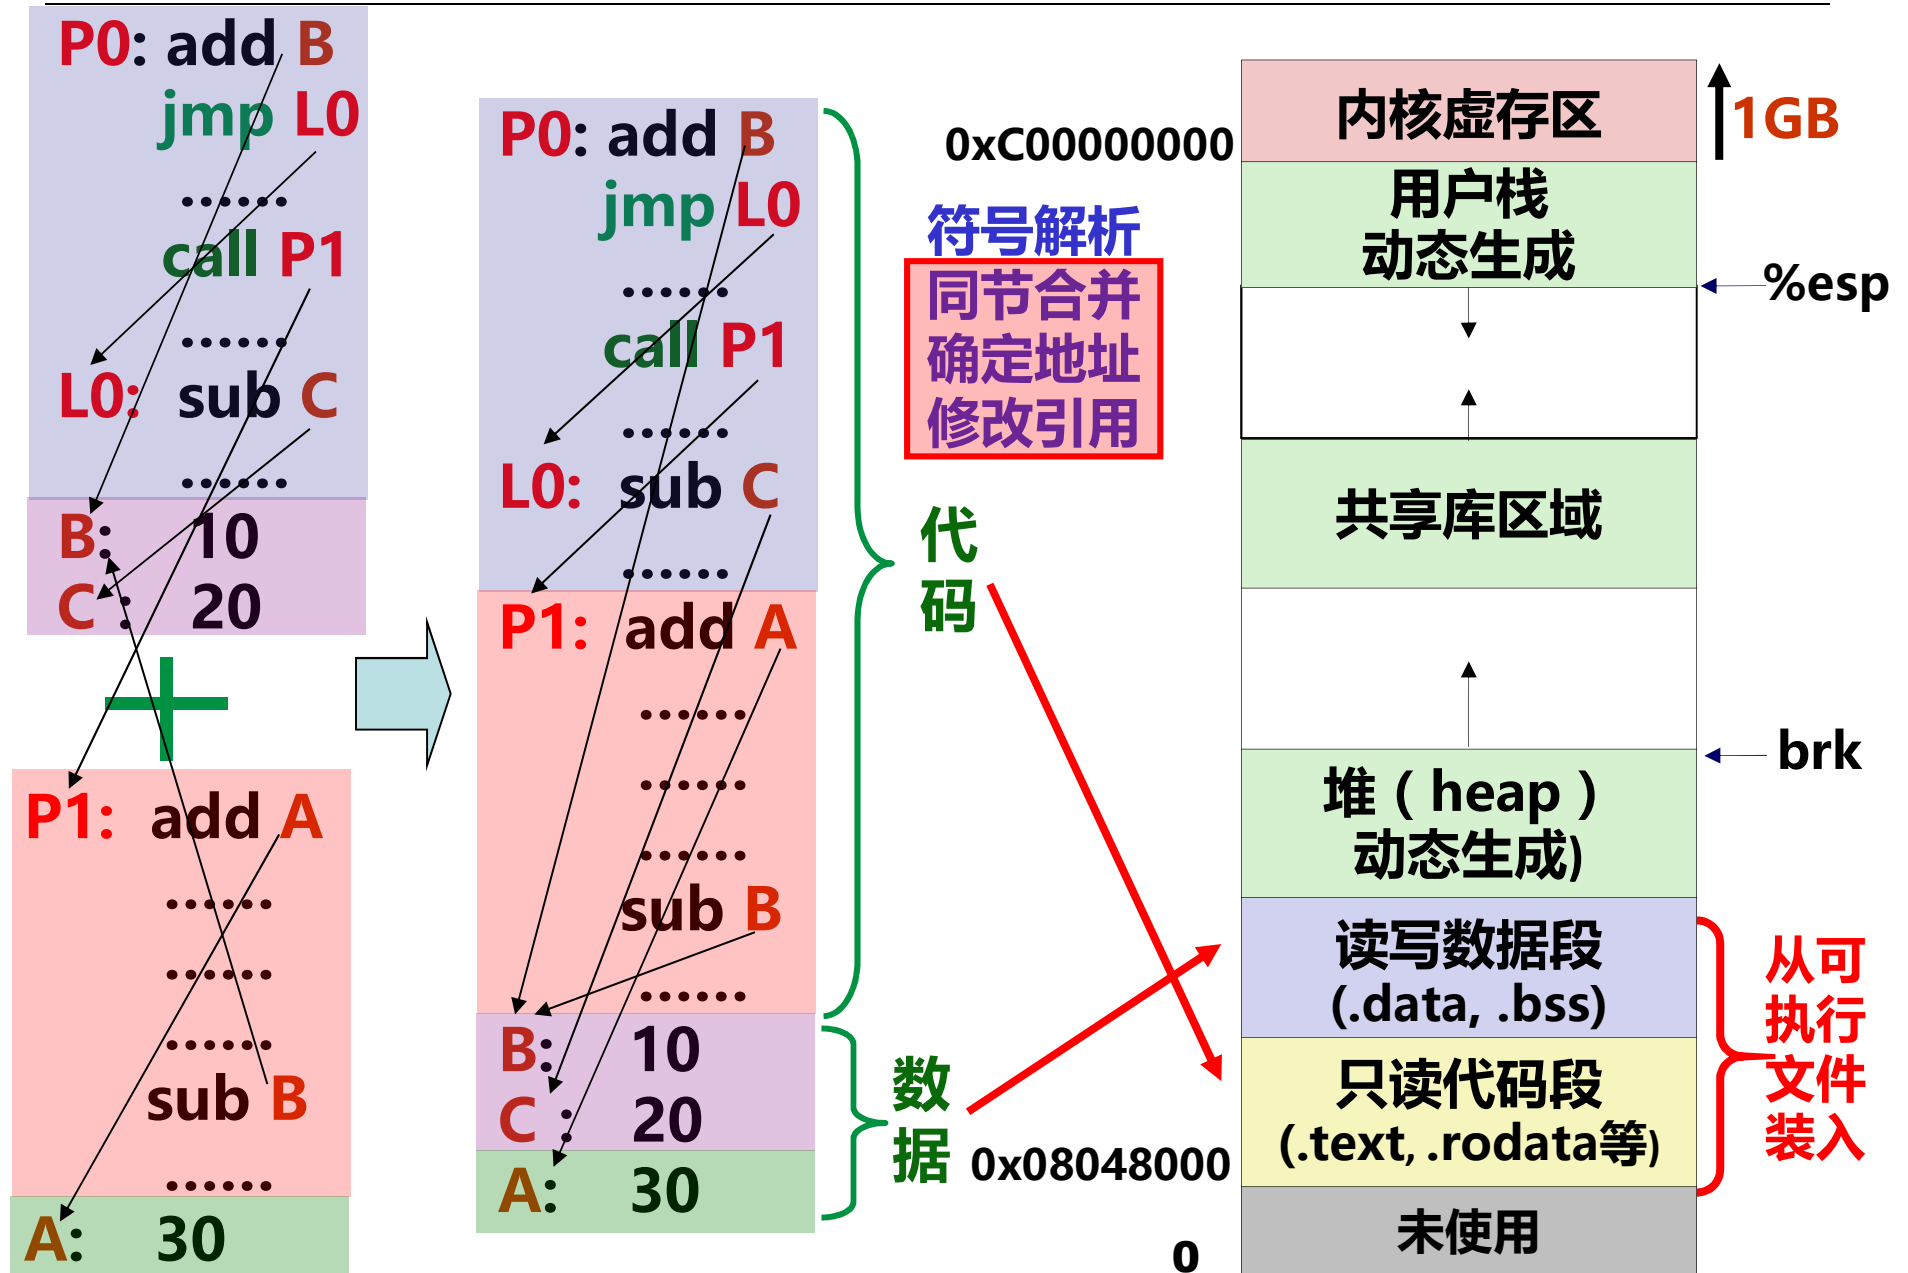 P0: add B
jmp L0
......
call P1
......
L0: sub C
......
B: 10
C : 20
P1: add A
......
......
......
sub B
......
A: 30
P0: add B
jmp L0
......
call P1
......
L0: sub C
......
P1: add A
......
......
......
sub B
......
B: 10
C : 20
A: 30
代码
数据
符号解析
同节合并
确定地址
修改引用
0xC00000000
0x08048000
0
内核虚存区
用户栈
动态生成
共享库区域
堆（heap）
动态生成)
读写数据段
(.data, .bss)
只读代码段
(.text, .rodata等)
未使用
1GB
%esp
brk
从可
执行
文件
装入